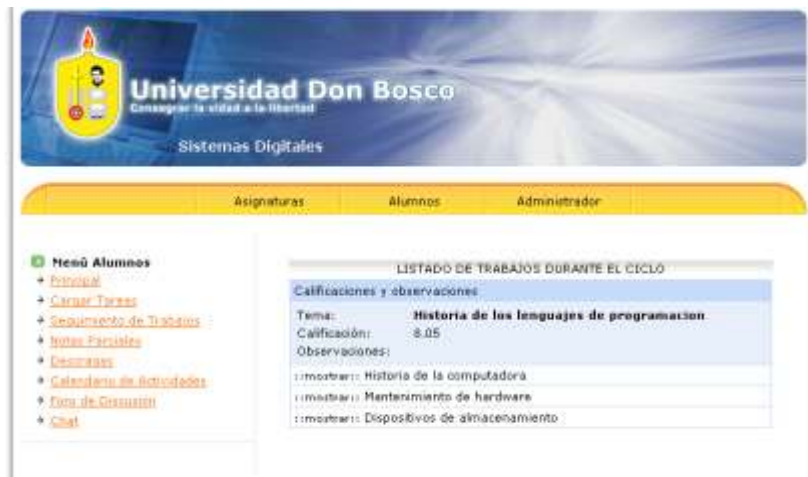 Universidad Don Bosco
Consagrar la vidad a la libertad
Sistemas Digitales
Asignaturas Alumnos Administrador
Menú Alumnos
Principal
Cargar Tareas
Seguimiento de Trabajos
Notas Parciales
Descargas
Calendario de Actividades
Foro de Discusión
Chat
LISTADO DE TRABAJOS DURANTE EL CICLO
Calificaciones y observaciones
Tema: Historia de los lenguajes de programacion
Calificación: 8.05
Observaciones:
::mostrar:: Historia de la computadora
::mostrar:: Mantenimiento de hardware
::mostrar:: Dispositivos de almacenamiento